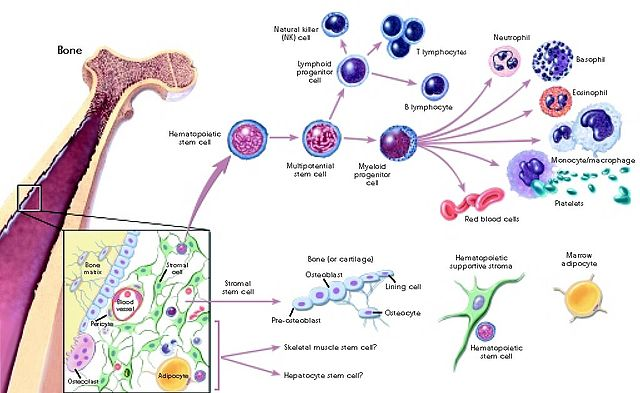 Bone
Natural killer
(NK) cell
T lymphocytes
Lymphoid
progenitor
cell
B lymphocyte
Neutrophil
Basophil
Eosinophil
Hematopoietic
stem cell
Multipotential
stem cell
Myeloid
progenitor
cell
Monocyte/macrophage
Platelets
Red blood cells
Bone
matrix
Stromal
cell
Blood
vessel
Pericyte
Osteoclast
Adipocyte
Stromal
stem cell
Bone (or cartilage)
Osteoblast
Lining cell
Pre-osteoblast
Osteocyte
Skeletal muscle stem cell?
Hepatocyte stem cell?
Hematopoietic
supportive stroma
Hematopoietic
stem cell
Marrow
adipocyte